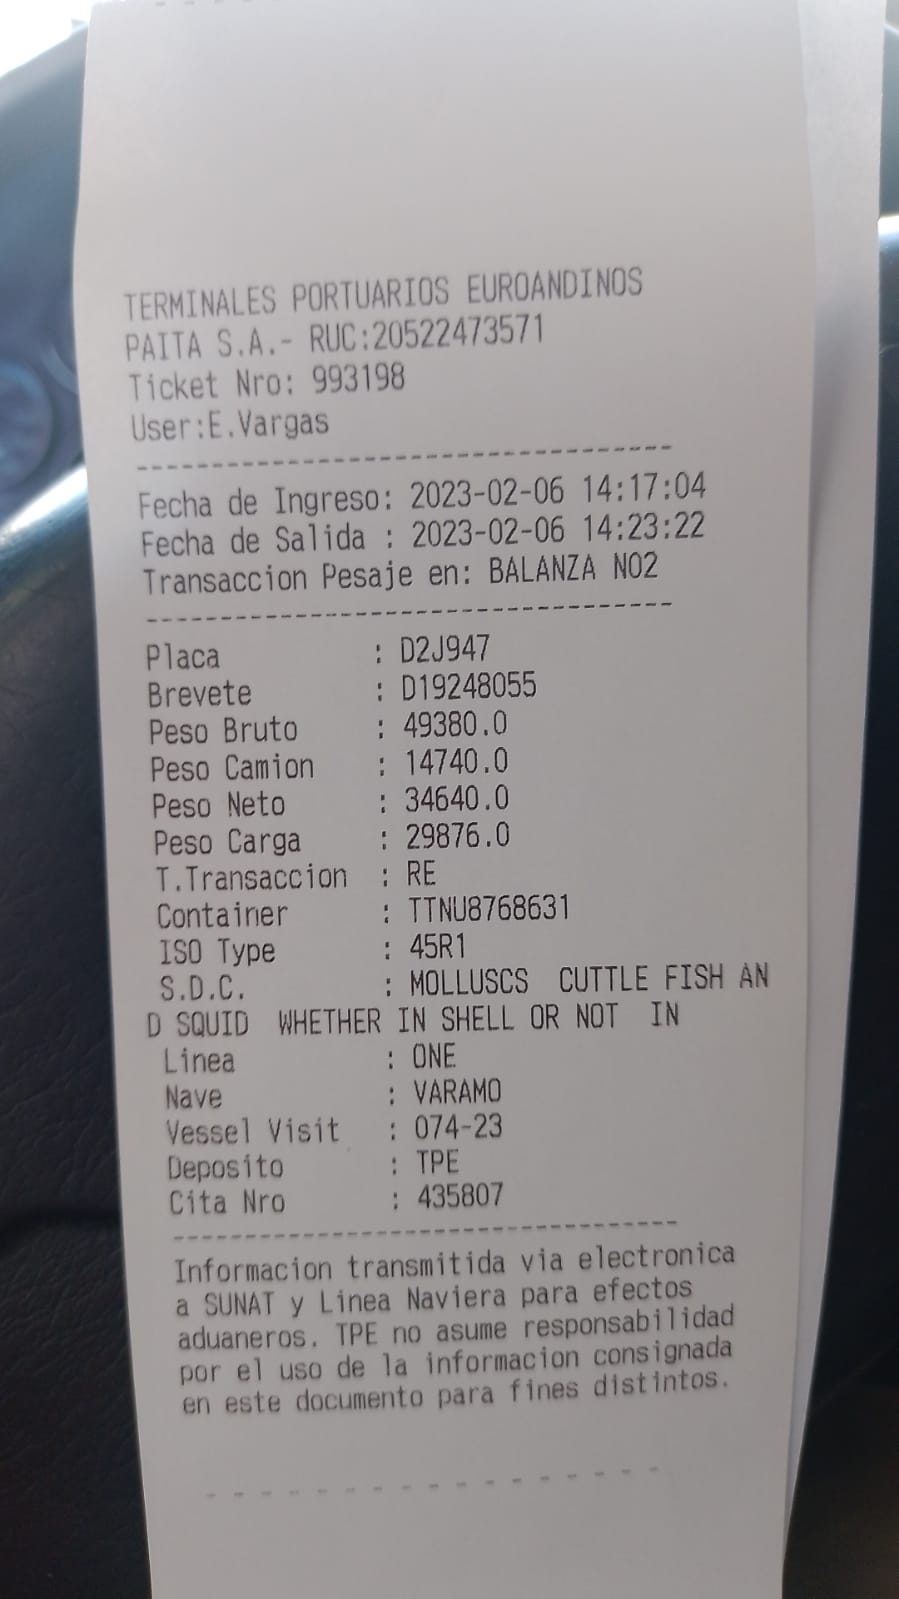 TERMINALES PORTUARIOS EUROANDINOS
PAITA S.A.- RUC:20522473571
Ticket Nro: 993198
User:E.Vargas
----------------------------------
Fecha de Ingreso: 2023-02-06 14:17:04
Fecha de Salida : 2023-02-06 14:23:22
Transaccion Pesaje en: BALANZA NO2
----------------------------------
Placa : D2J947
Brevete : D19248055
Peso Bruto : 49380.0
Peso Camion : 14740.0
Peso Neto : 34640.0
Peso Carga : 29876.0
T.Transaccion : RE
Container : TTNU8768631
ISO Type : 45R1
S.D.C. : MOLLUSCS  CUTTLE FISH AN
D SQUID  WHETHER IN SHELL OR NOT  IN
Linea : ONE
Nave : VARAMO
Vessel Visit : 074-23
Deposito : TPE
Cita Nro : 435807
----------------------------------
Informacion transmitida via electronica
a SUNAT y Linea Naviera para efectos
aduaneros. TPE no asume responsabilidad
por el uso de la informacion consignada
en este documento para fines distintos.
- - - - - - - - - - - - - - - - -